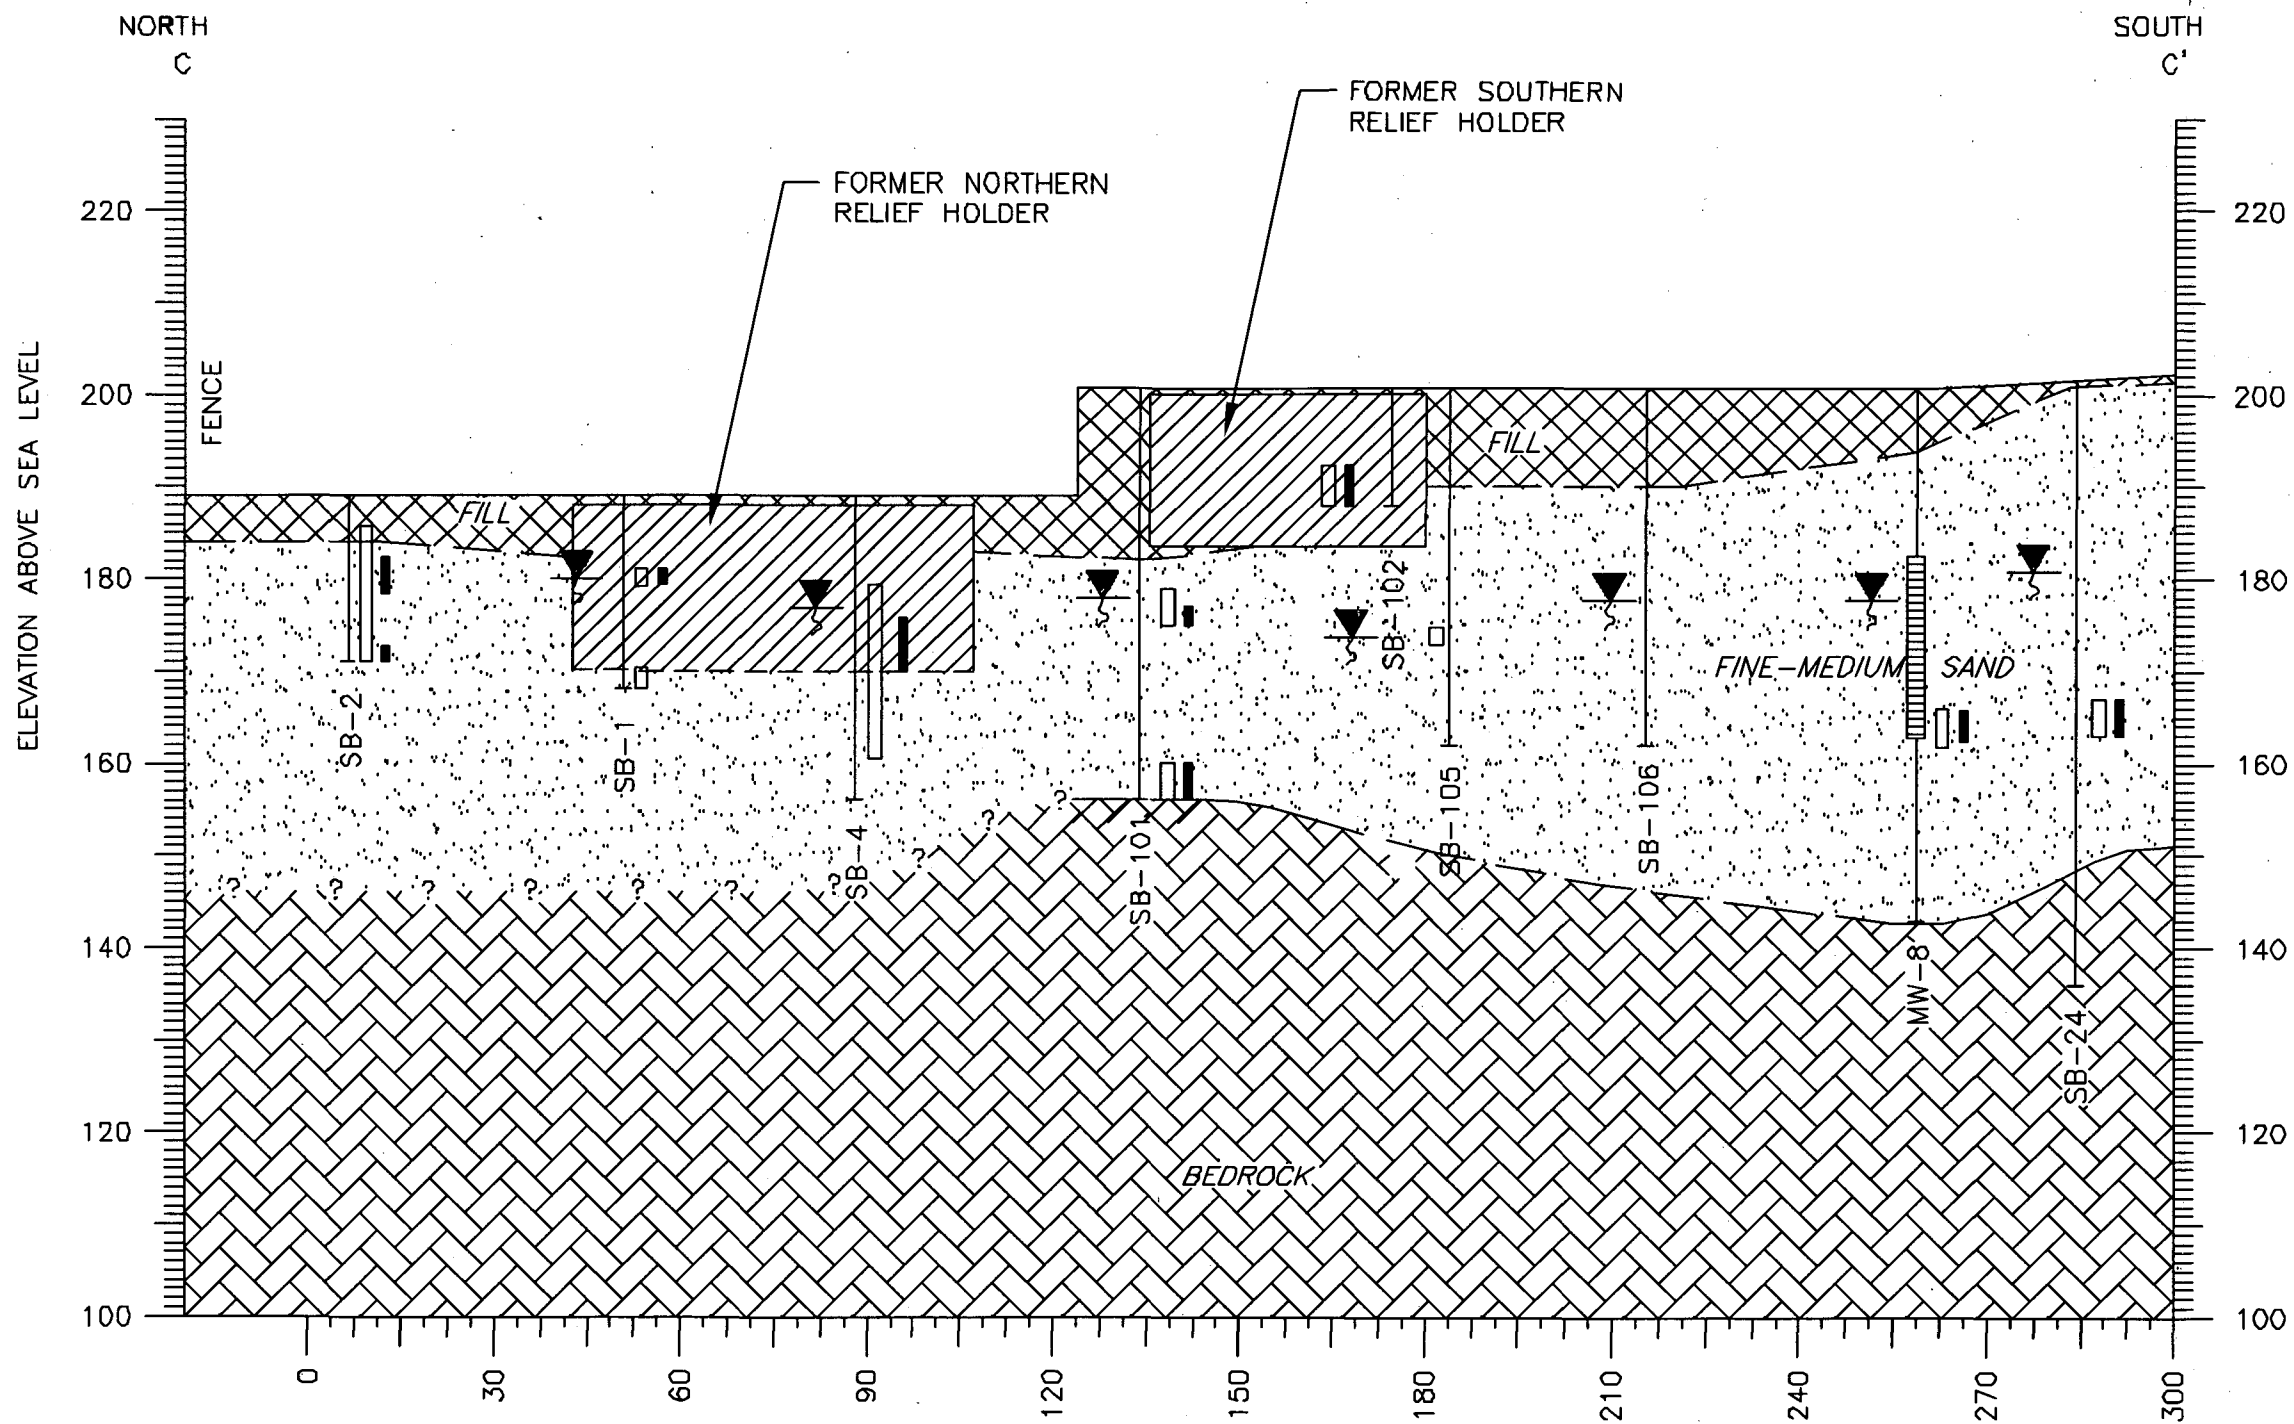 NORTH
C
SOUTH
C'
FORMER SOUTHERN
RELIEF HOLDER
FORMER NORTHERN
RELIEF HOLDER
ELEVATION ABOVE SEA LEVEL
FENCE
220
200
180
160
140
120
100
220
200
180
160
140
120
100
FILL
FILL
FINE-MEDIUM SAND
BEDROCK
SB-2
SB-1
SB-4
SB-101
SB-102
SB-105
SB-106
MW-8
SB-24
? ? ? ? ? ? ? ? ? ?
0 30 60 90 120 150 180 210 240 270 300